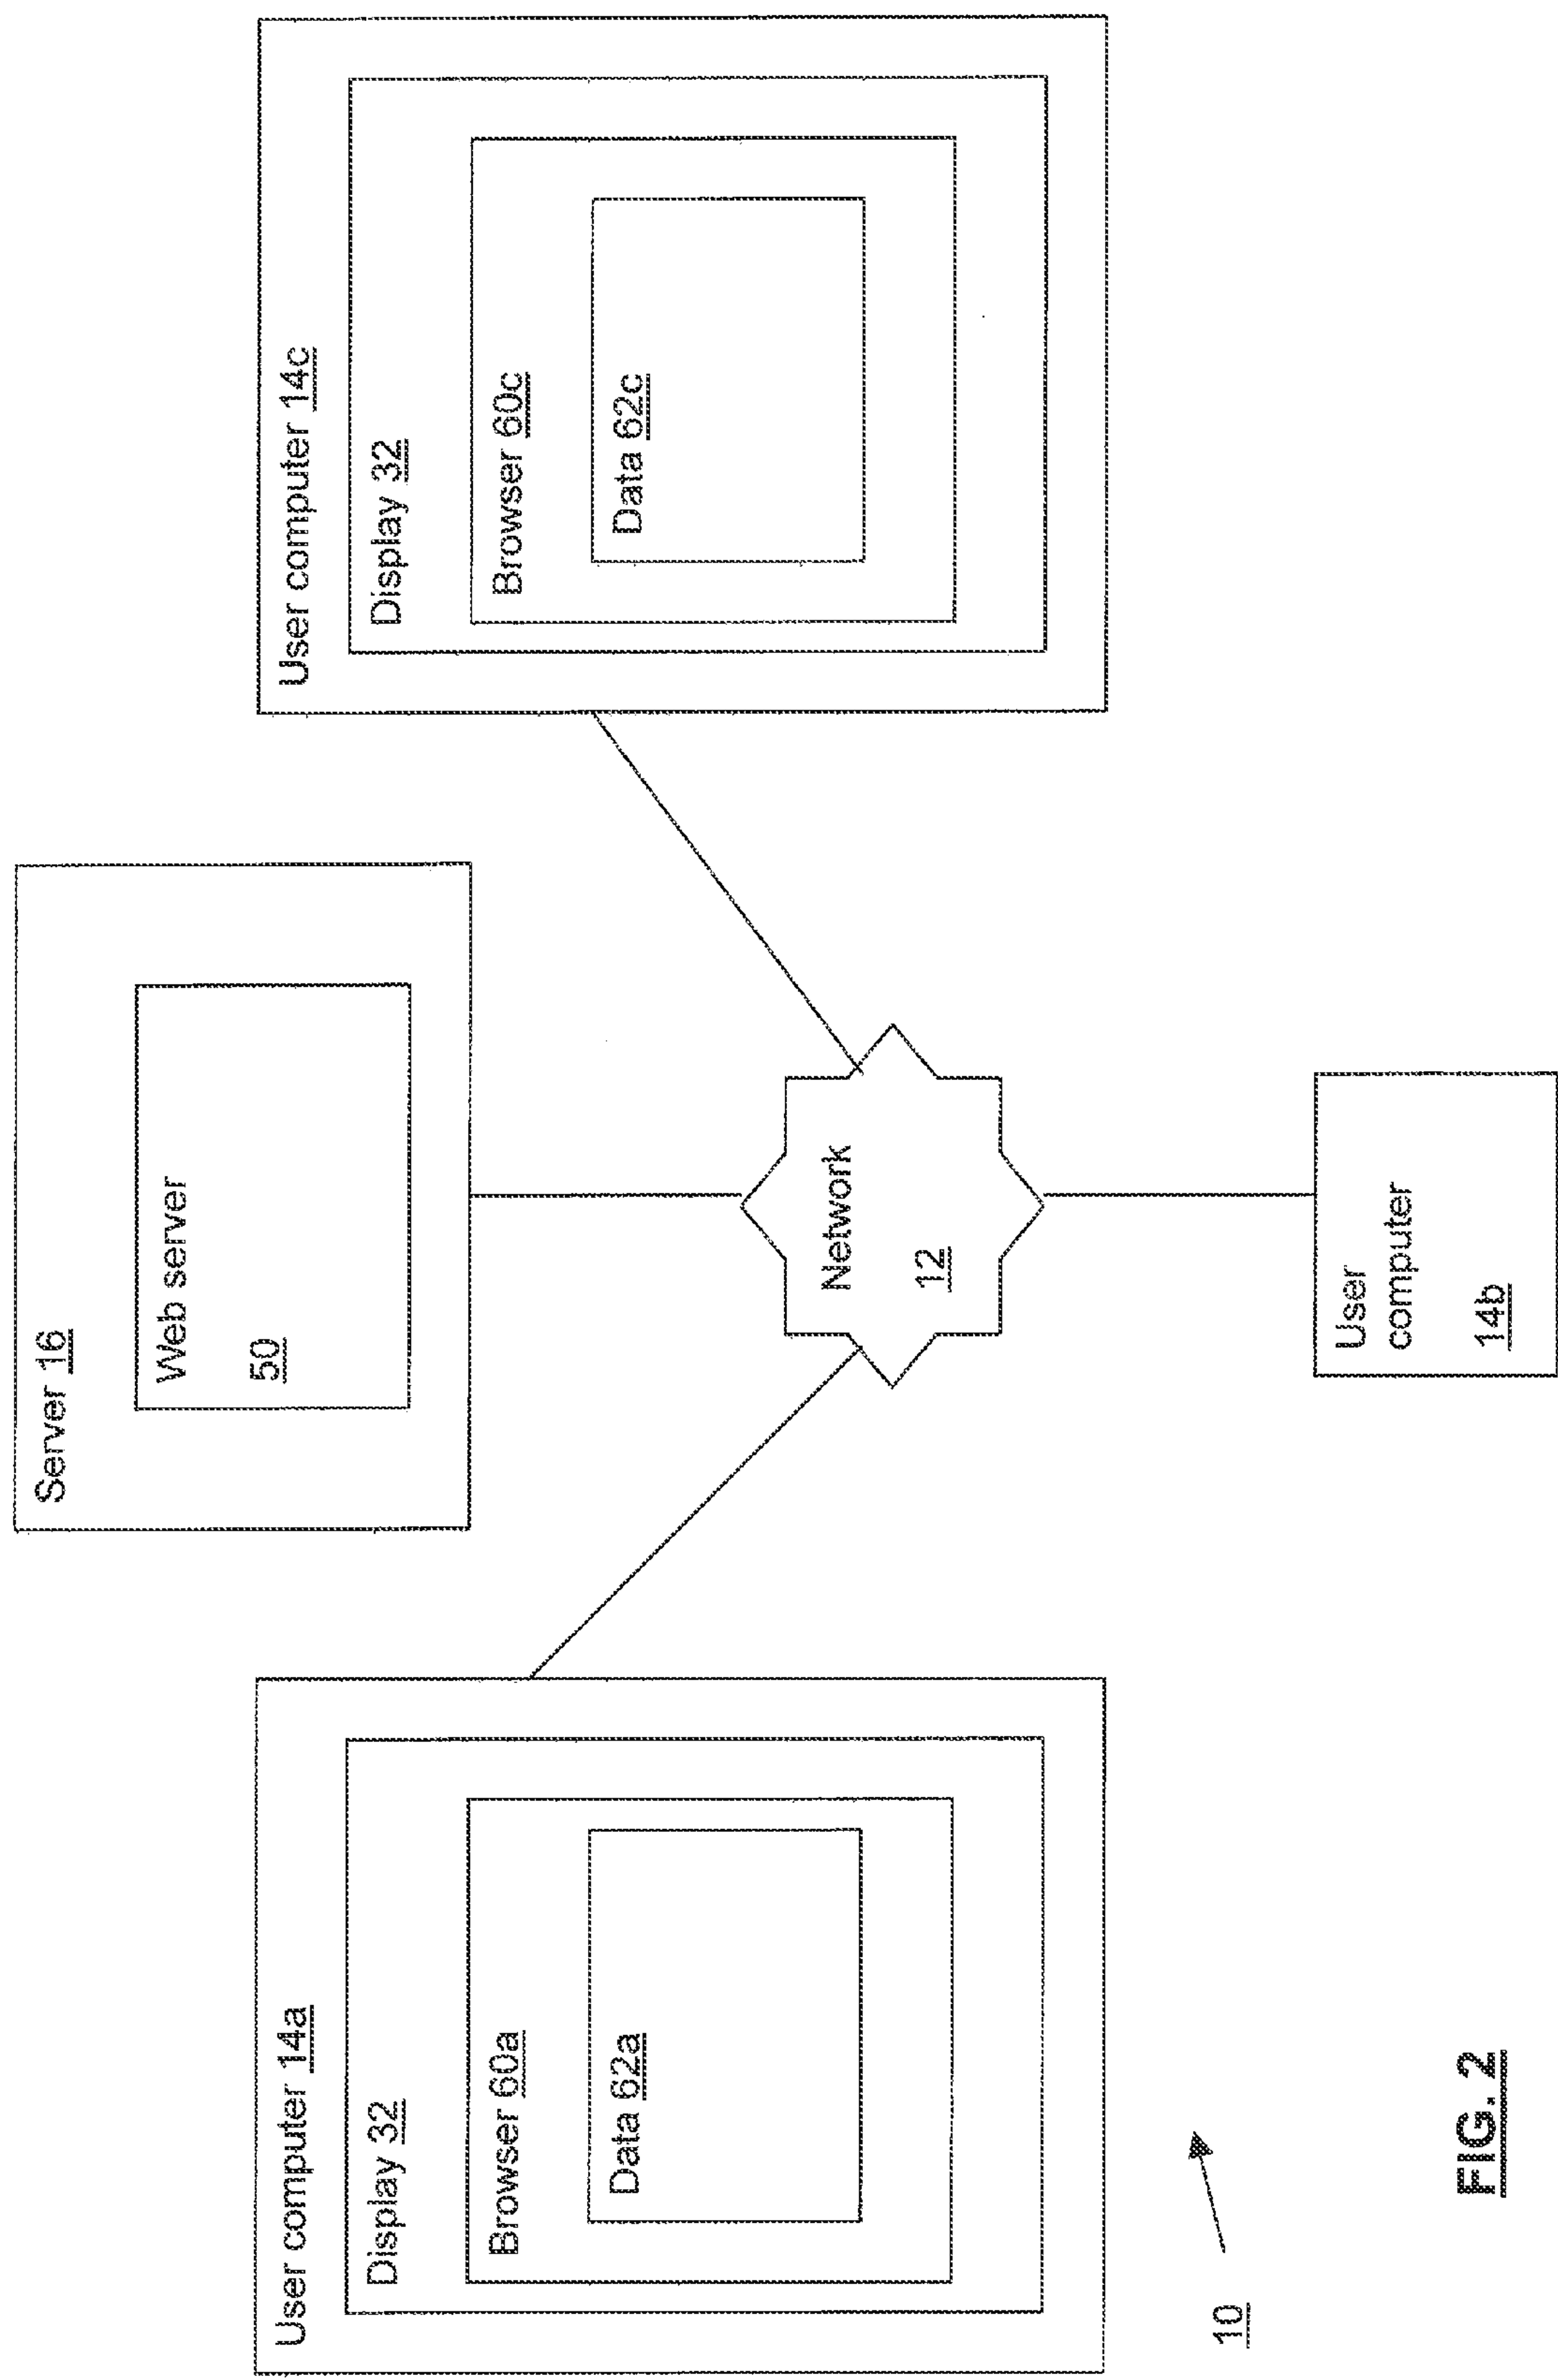 Server 16
Web server
50
User computer 14a
Display 32
Browser 60a
Data 62a
User computer 14c
Display 32
Browser 60c
Data 62c
Network
12
User
computer
14b
10
FIG. 2